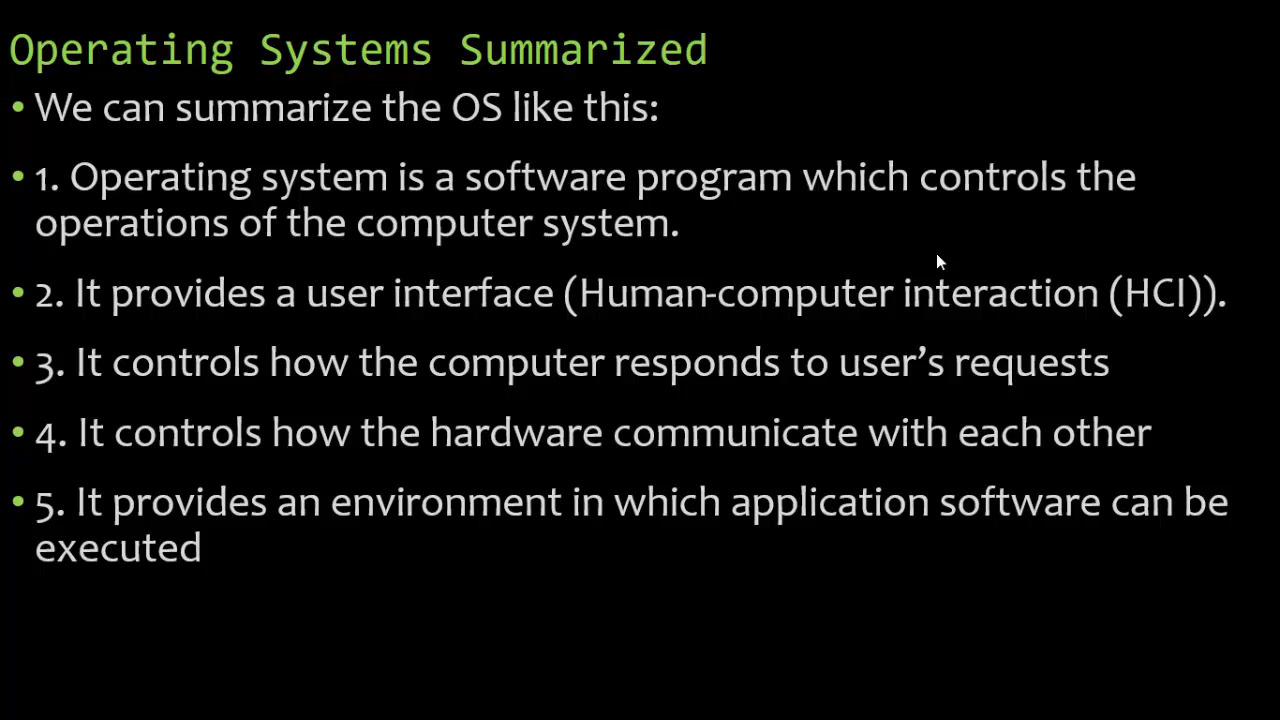 Operating Systems Summarized
• We can summarize the OS like this:
• 1. Operating system is a software program which controls the
operations of the computer system.
• 2. It provides a user interface (Human-computer interaction (HCI)).
• 3. It controls how the computer responds to user’s requests
• 4. It controls how the hardware communicate with each other
• 5. It provides an environment in which application software can be
executed